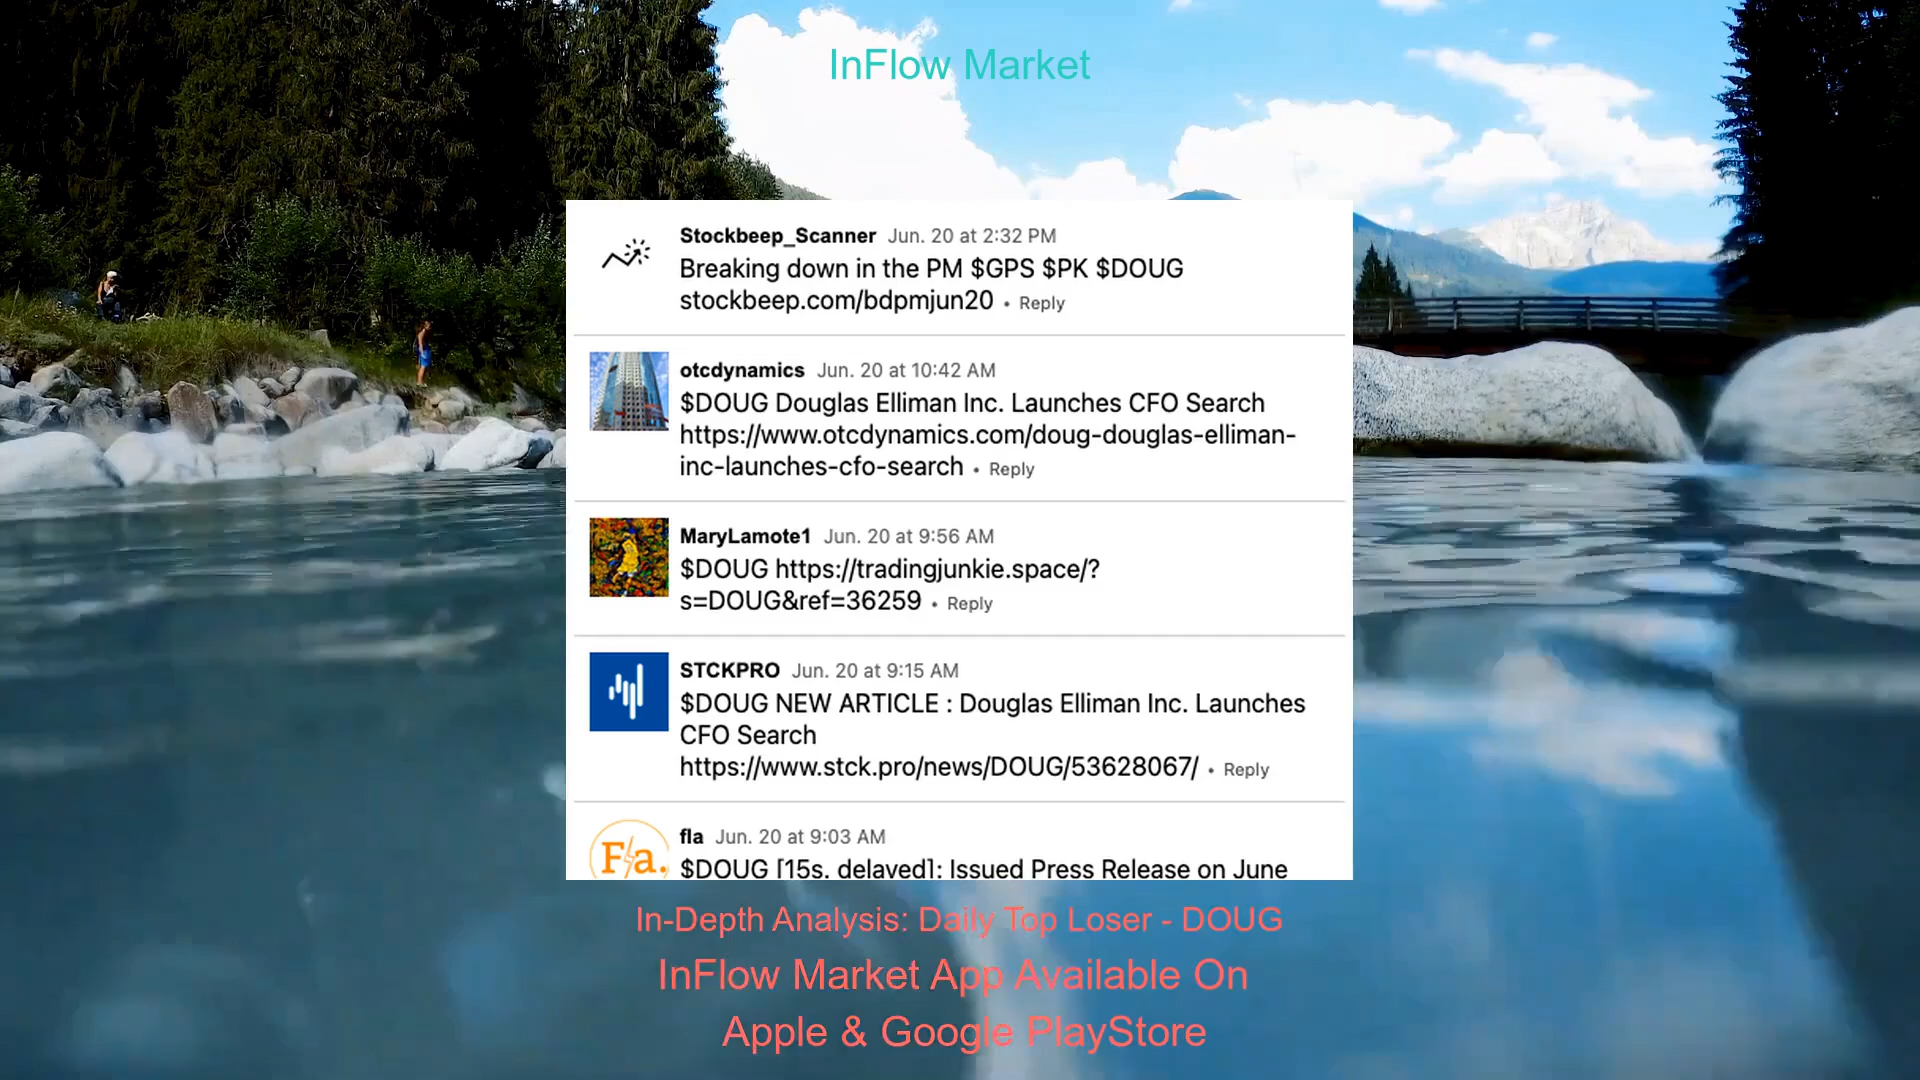 InFlow Market
Stockbeep_Scanner Jun. 20 at 2:32 PM
Breaking down in the PM $GPS $PK $DOUG
stockbeep.com/bdpmjun20 • Reply
otcdynamics Jun. 20 at 10:42 AM
$DOUG Douglas Elliman Inc. Launches CFO Search
https://www.otcdynamics.com/doug-douglas-elliman-
inc-launches-cfo-search • Reply
MaryLamote1 Jun. 20 at 9:56 AM
$DOUG https://tradingjunkie.space/?
s=DOUG&ref=36259 • Reply
STCKPRO Jun. 20 at 9:15 AM
$DOUG NEW ARTICLE : Douglas Elliman Inc. Launches
CFO Search
https://www.stck.pro/news/DOUG/53628067/ • Reply
F/a.
fla Jun. 20 at 9:03 AM
$DOUG [15s. delayed]: Issued Press Release on June
In-Depth Analysis: Daily Top Loser - DOUG
InFlow Market App Available On
Apple & Google PlayStore